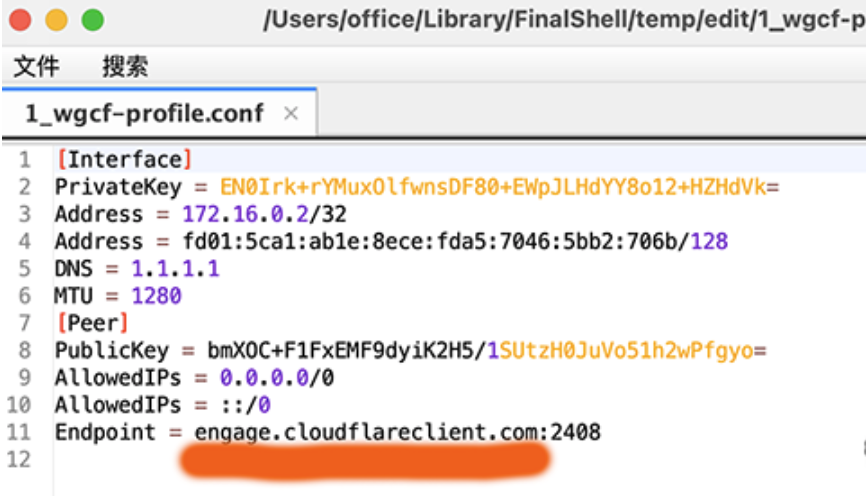 /Users/office/Library/FinalShell/temp/edit/1_wgcf-p
文件 搜索
1_wgcf-profile.conf ×
1 [Interface]
2 PrivateKey = EN0Irk+rYMuxOlfwnsDF80+EWpJLHdYY8o12+HZHdVk=
3 Address = 172.16.0.2/32
4 Address = fd01:5ca1:ab1e:8ece:fda5:7046:5bb2:706b/128
5 DNS = 1.1.1.1
6 MTU = 1280
7 [Peer]
8 PublicKey = bmXOC+F1FxEMF9dyiK2H5/1SUtzH0JuVo51h2wPfgyo=
9 AllowedIPs = 0.0.0.0/0
10 AllowedIPs = ::/0
11 Endpoint = engage.cloudflareclient.com:2408
12